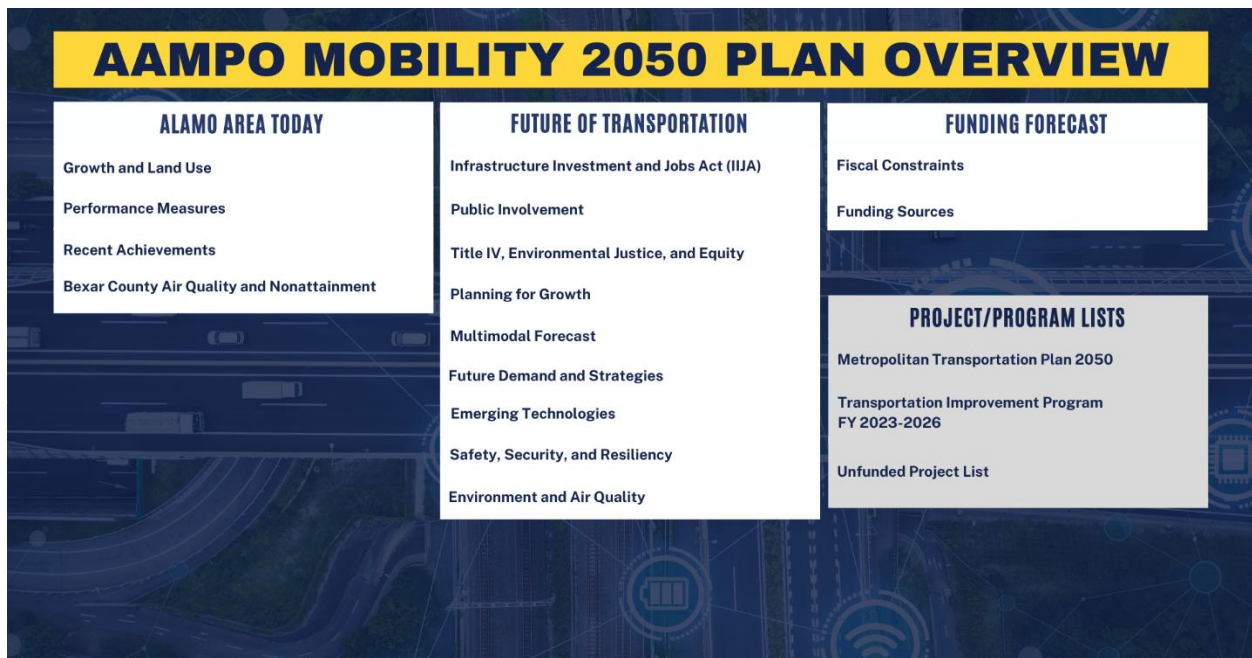 AAMPO MOBILITY 2050 PLAN OVERVIEW
ALAMO AREA TODAY
Growth and Land Use
Performance Measures
Recent Achievements
Bexar County Air Quality and Nonattainment
FUTURE OF TRANSPORTATION
Infrastructure Investment and Jobs Act (IIJA)
Public Involvement
Title IV, Environmental Justice, and Equity
Planning for Growth
Multimodal Forecast
Future Demand and Strategies
Emerging Technologies
Safety, Security, and Resiliency
Environment and Air Quality
FUNDING FORECAST
Fiscal Constraints
Funding Sources
PROJECT/PROGRAM LISTS
Metropolitan Transportation Plan 2050
Transportation Improvement Program
FY 2023-2026
Unfunded Project List